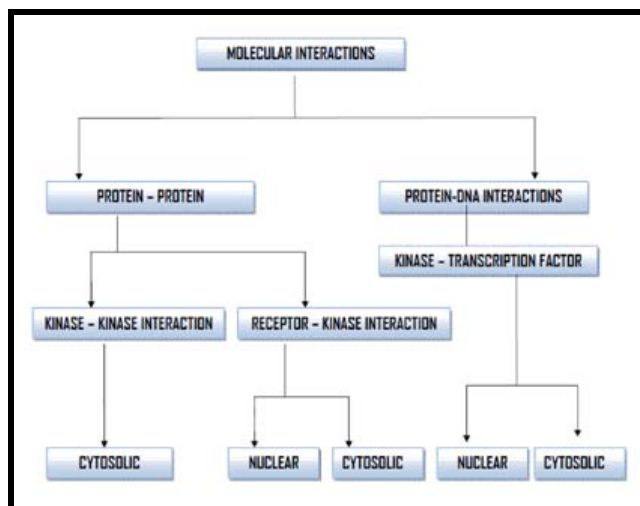 MOLECULAR INTERACTIONS
PROTEIN – PROTEIN
PROTEIN-DNA INTERACTIONS
KINASE – TRANSCRIPTION FACTOR
KINASE – KINASE INTERACTION
RECEPTOR – KINASE INTERACTION
CYTOSOLIC
NUCLEAR
CYTOSOLIC
NUCLEAR
CYTOSOLIC